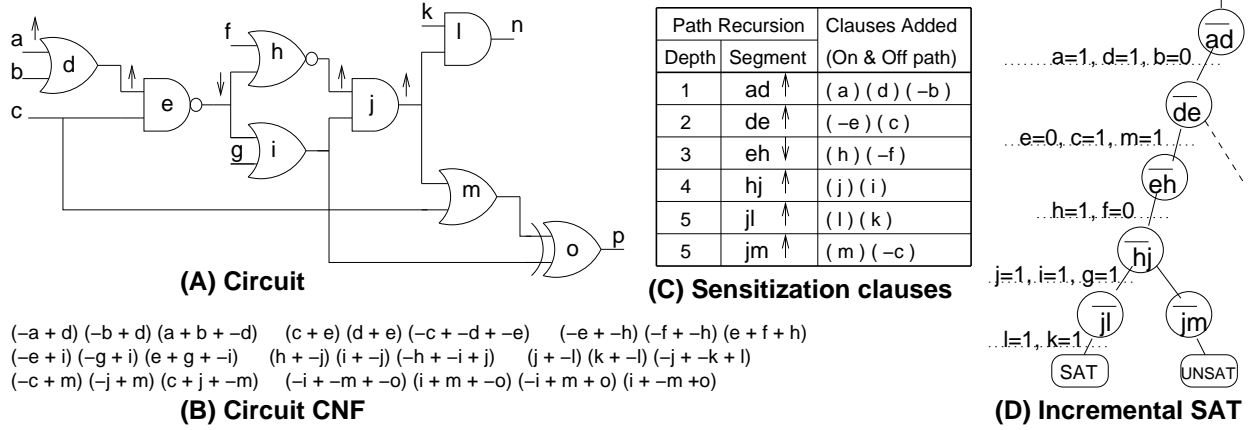 a
b
c
d
e
f
g
h
i
j
k
l
n
m
o
p
(A) Circuit
(−a + d) (−b + d) (a + b + −d) (c + e) (d + e) (−c + −d + −e) (−e + −h) (−f + −h) (e + f + h)
(−e + i) (−g + i) (e + g + −i) (h + −j) (i + −j) (−h + −i + j) (j + −l) (k + −l) (−j + −k + l)
(−c + m) (−j + m) (c + j + −m) (−i + −m + −o) (i + m + −o) (−i + m + o) (i + −m +o)
(B) Circuit CNF
Path Recursion Clauses Added
Depth Segment (On & Off path)
1 ad ↑ ( a ) ( d ) ( −b )
2 de ↑ ( −e ) ( c )
3 eh ↓ ( h ) ( −f )
4 hj ↑ ( j ) ( i )
5 jl ↑ ( l ) ( k )
5 jm ↑ ( m ) ( −c )
(C) Sensitization clauses
ad
a=1, d=1, b=0
de
e=0, c=1, m=1
eh
h=1, f=0
hj
j=1, i=1, g=1
jl jm
l=1, k=1
SAT UNSAT
(D) Incremental SAT